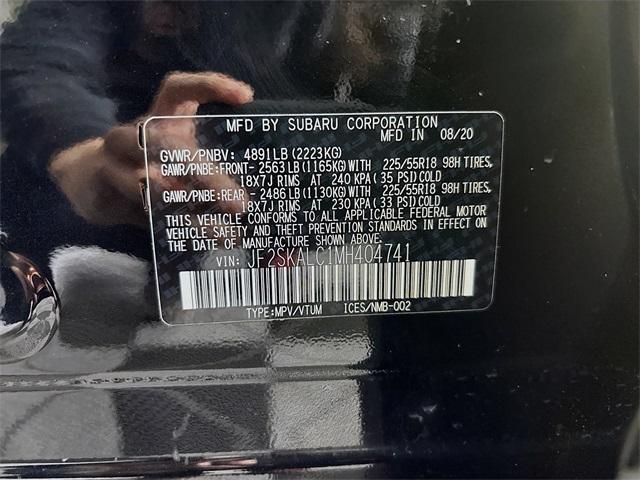 MFD BY SUBARU CORPORATION
MFD IN 08/20
GVWR/PNBV: 4891LB (2223KG)
GAWR/PNBE:FRONT- 2563LB (1165KG) WITH 225/55R18 98H TIRES,
18X7J RIMS AT 240 KPA (35 PSI) COLD
GAWR/PNBE:REAR - 2486LB (1130KG) WITH 225/55R18 98H TIRES,
18X7J RIMS AT 230 KPA (33 PSI) COLD
THIS VEHICLE CONFORMS TO ALL APPLICABLE FEDERAL MOTOR
VEHICLE SAFETY AND THEFT PREVENTION STANDARDS IN EFFECT ON
THE DATE OF MANUFACTURE SHOWN ABOVE.
VIN: JF2SKALC1MH404741
TYPE:MPV/VTUM ICES/NMB-002